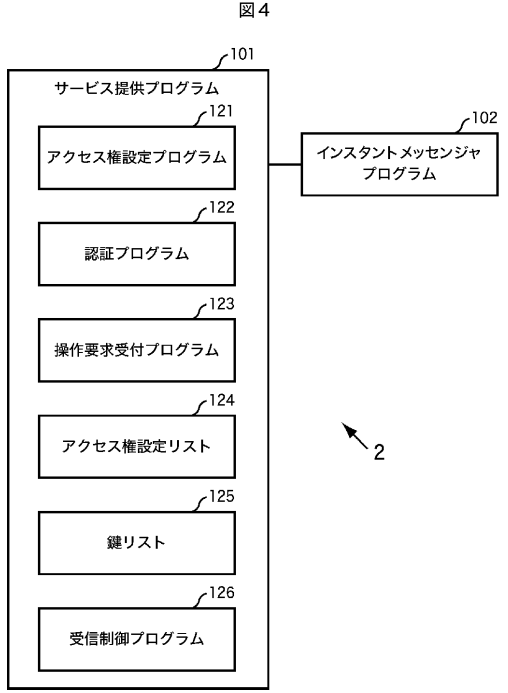 図4
101
サービス提供プログラム
121
アクセス権設定プログラム
102
インスタントメッセンジャ
プログラム
122
認証プログラム
123
操作要求受付プログラム
124
アクセス権設定リスト
2
125
鍵リスト
126
受信制御プログラム